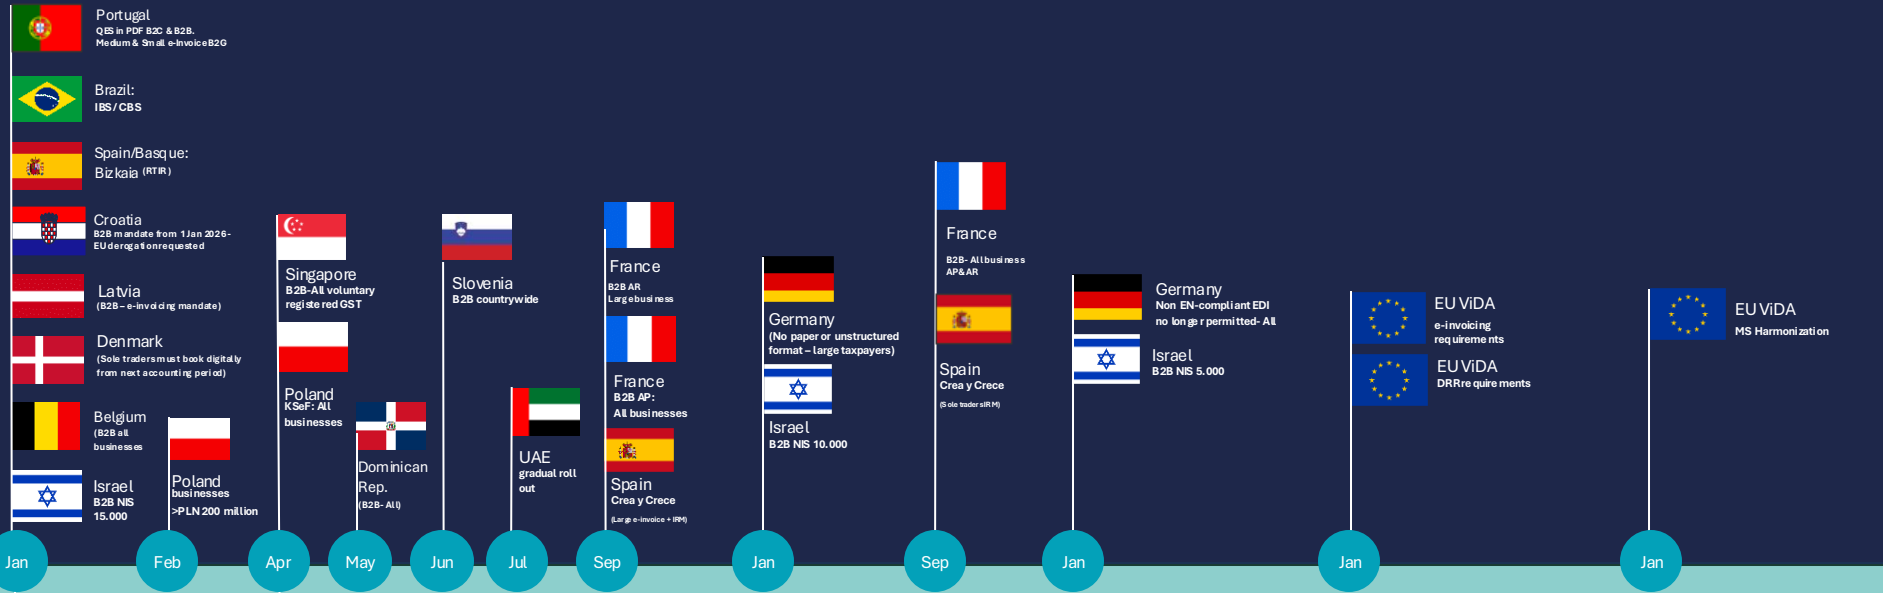 Portugal
QES in PDF B2C & B2B.
Medium & Small e-Invoice B2G
Brazil:
IBS / CBS
Spain/Basque:
Bizkaia (RTIR)
Croatia
B2B mandate from 1 Jan 2026-
EU derogation requested
Latvia
(B2B – e-invoicing mandate)
Denmark
(Sole traders must book digitally
from next accounting period)
Belgium
(B2B all
businesses
Israel
B2B NIS
15.000
Poland
businesses
>PLN 200 million
Singapore
B2B-All voluntary
registered GST
Poland
KSeF: All
businesses
Dominican
Rep.
(B2B- All)
Slovenia
B2B countrywide
UAE
gradual roll
out
France
B2B AR
Large business
France
B2B AP:
All businesses
Spain
Crea y Crece
(Large e-invoice + IRM)
Germany
(No paper or unstructured
format – large taxpayers)
Israel
B2B NIS 10.000
France
B2B- All business
AP&AR
Spain
Crea y Crece
(Sole traders IRM)
Germany
Non EN-compliant EDI
no longer permitted- All
Israel
B2B NIS 5.000
EU ViDA
e-invoicing
requirements
EU ViDA
DRR requirements
EU ViDA
MS Harmonization
Jan
Feb
Apr
May
Jun
Jul
Sep
Jan
Sep
Jan
Jan
Jan